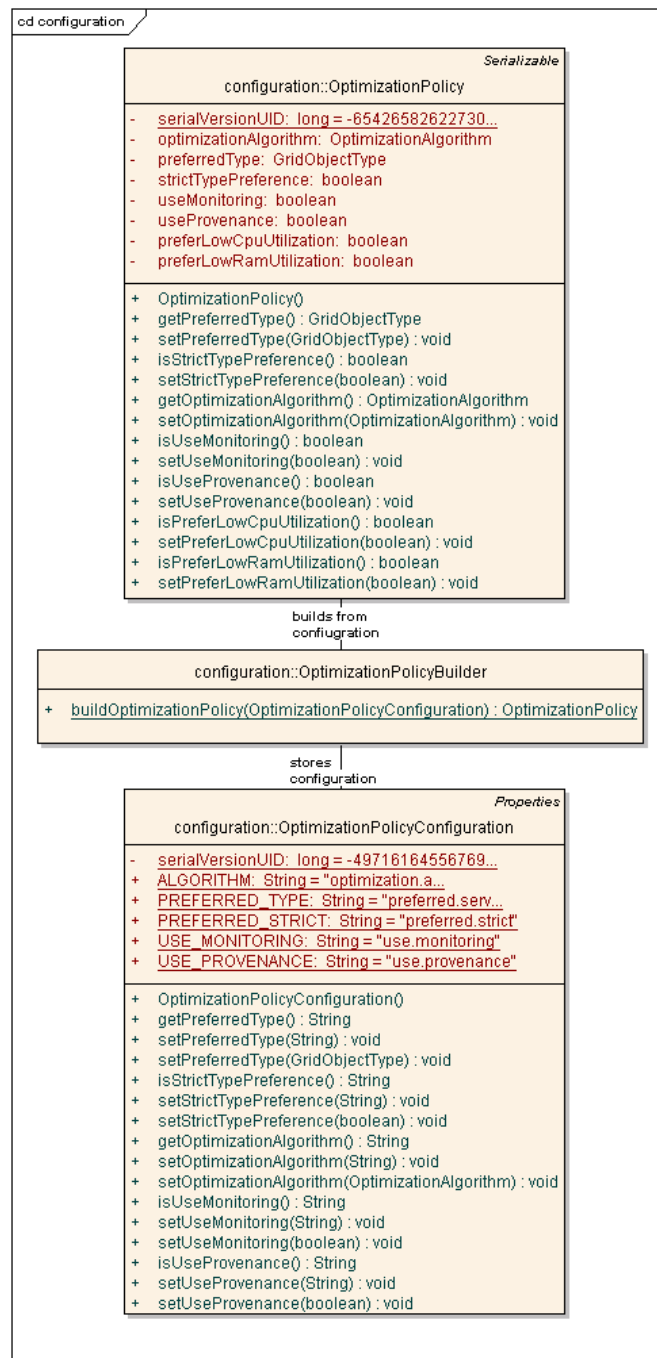 cd configuration
Serializable
configuration::OptimizationPolicy
- serialVersionUID: long = -65426582622730...
- optimizationAlgorithm: OptimizationAlgorithm
- preferredType: GridObjectType
- strictTypePreference: boolean
- useMonitoring: boolean
- useProvenance: boolean
- preferLowCpuUtilization: boolean
- preferLowRamUtilization: boolean
+ OptimizationPolicy()
+ getPreferredType() : GridObjectType
+ setPreferredType(GridObjectType) : void
+ isStrictTypePreference() : boolean
+ setStrictTypePreference(boolean) : void
+ getOptimizationAlgorithm() : OptimizationAlgorithm
+ setOptimizationAlgorithm(OptimizationAlgorithm) : void
+ isUseMonitoring() : boolean
+ setUseMonitoring(boolean) : void
+ isUseProvenance() : boolean
+ setUseProvenance(boolean) : void
+ isPreferLowCpuUtilization() : boolean
+ setPreferLowCpuUtilization(boolean) : void
+ isPreferLowRamUtilization() : boolean
+ setPreferLowRamUtilization(boolean) : void
builds from
confiugration
configuration::OptimizationPolicyBuilder
+ buildOptimizationPolicy(OptimizationPolicyConfiguration) : OptimizationPolicy
stores
configuration
Properties
configuration::OptimizationPolicyConfiguration
- serialVersionUID: long = -49716164556769...
+ ALGORITHM: String = "optimization.a...
+ PREFERRED_TYPE: String = "preferred.serv...
+ PREFERRED_STRICT: String = "preferred.strict"
+ USE_MONITORING: String = "use.monitoring"
+ USE_PROVENANCE: String = "use.provenance"
+ OptimizationPolicyConfiguration()
+ getPreferredType() : String
+ setPreferredType(String) : void
+ setPreferredType(GridObjectType) : void
+ isStrictTypePreference() : String
+ setStrictTypePreference(String) : void
+ setStrictTypePreference(boolean) : void
+ getOptimizationAlgorithm() : String
+ setOptimizationAlgorithm(String) : void
+ setOptimizationAlgorithm(OptimizationAlgorithm) : void
+ isUseMonitoring() : String
+ setUseMonitoring(String) : void
+ setUseMonitoring(boolean) : void
+ isUseProvenance() : String
+ setUseProvenance(String) : void
+ setUseProvenance(boolean) : void